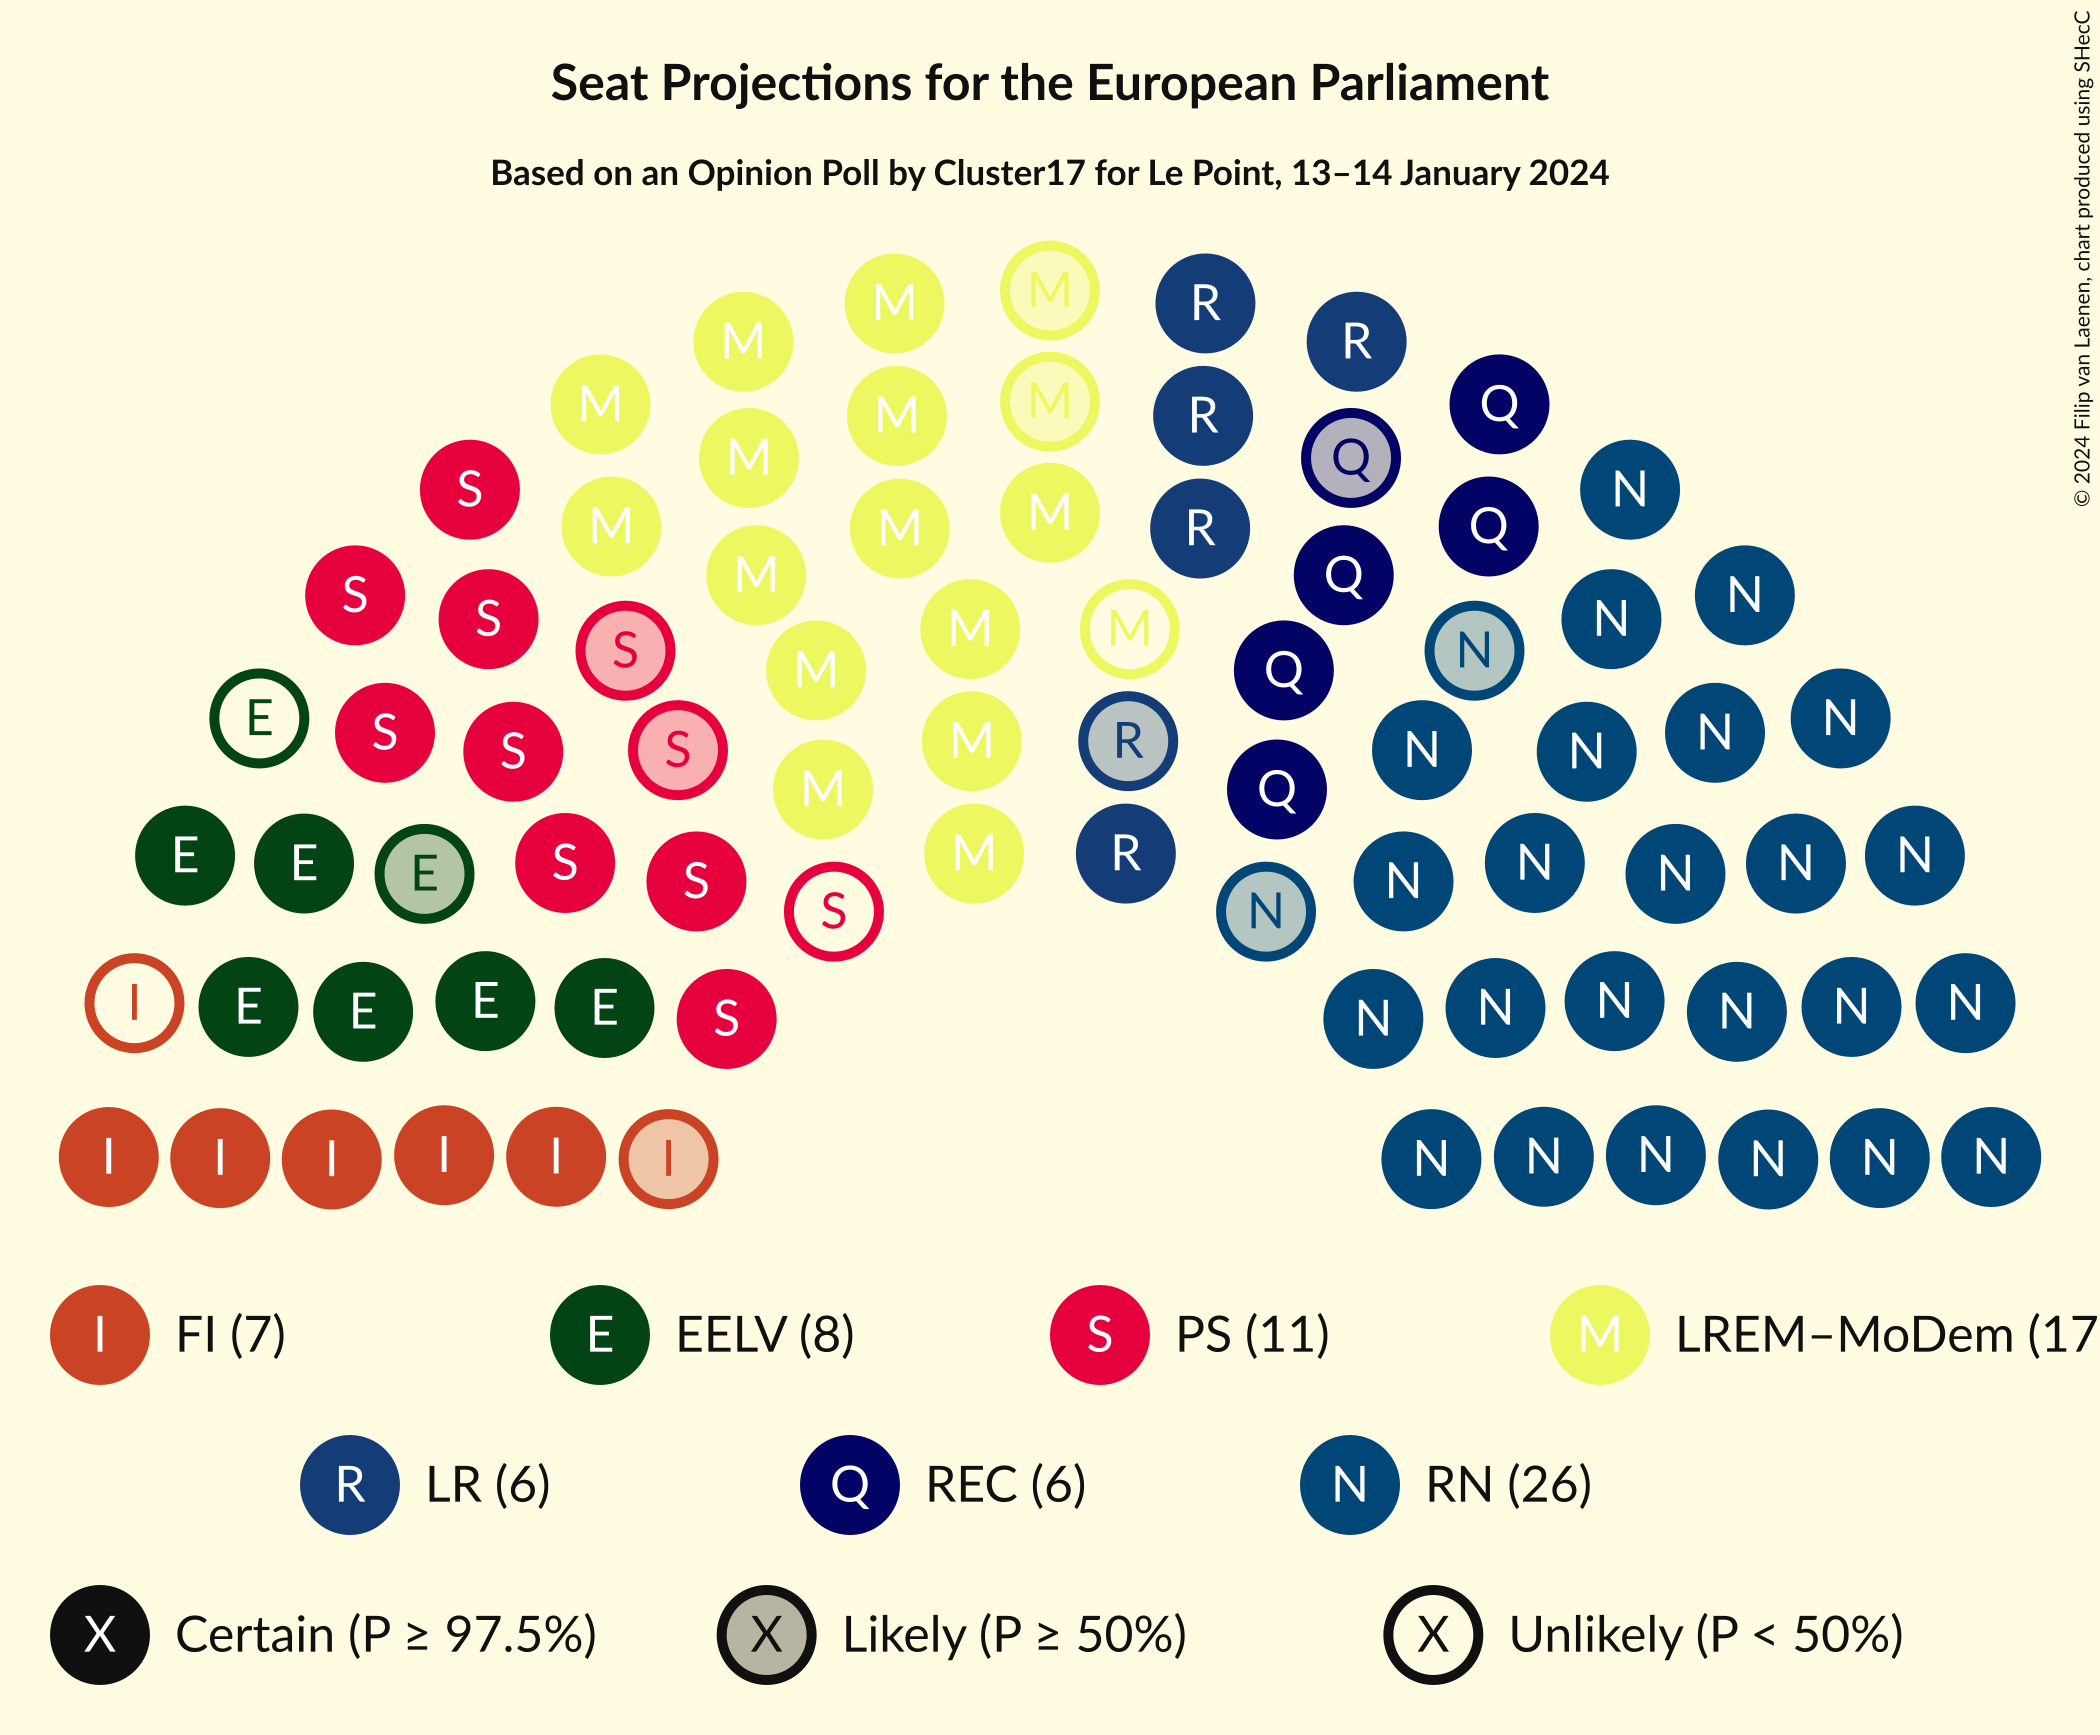 Seat Projections for the European Parliament
Based on an Opinion Poll by Cluster17 for Le Point, 13–14 January 2024
© 2024 Filip van Laenen, chart produced using SHecC
M M M R R
M M M R Q Q
S M M M M R Q Q N
S S S M M M Q Q N N N
E S S S M M R Q N N N N
E E E S S S M R N N N N N N
I E E E E S N N N N N N
I I I I I I N N N N N N
I FI (7) E EELV (8) S PS (11) M LREM–MoDem (17
R LR (6) Q REC (6) N RN (26)
X Certain (P ≥ 97.5%) X Likely (P ≥ 50%) X Unlikely (P < 50%)